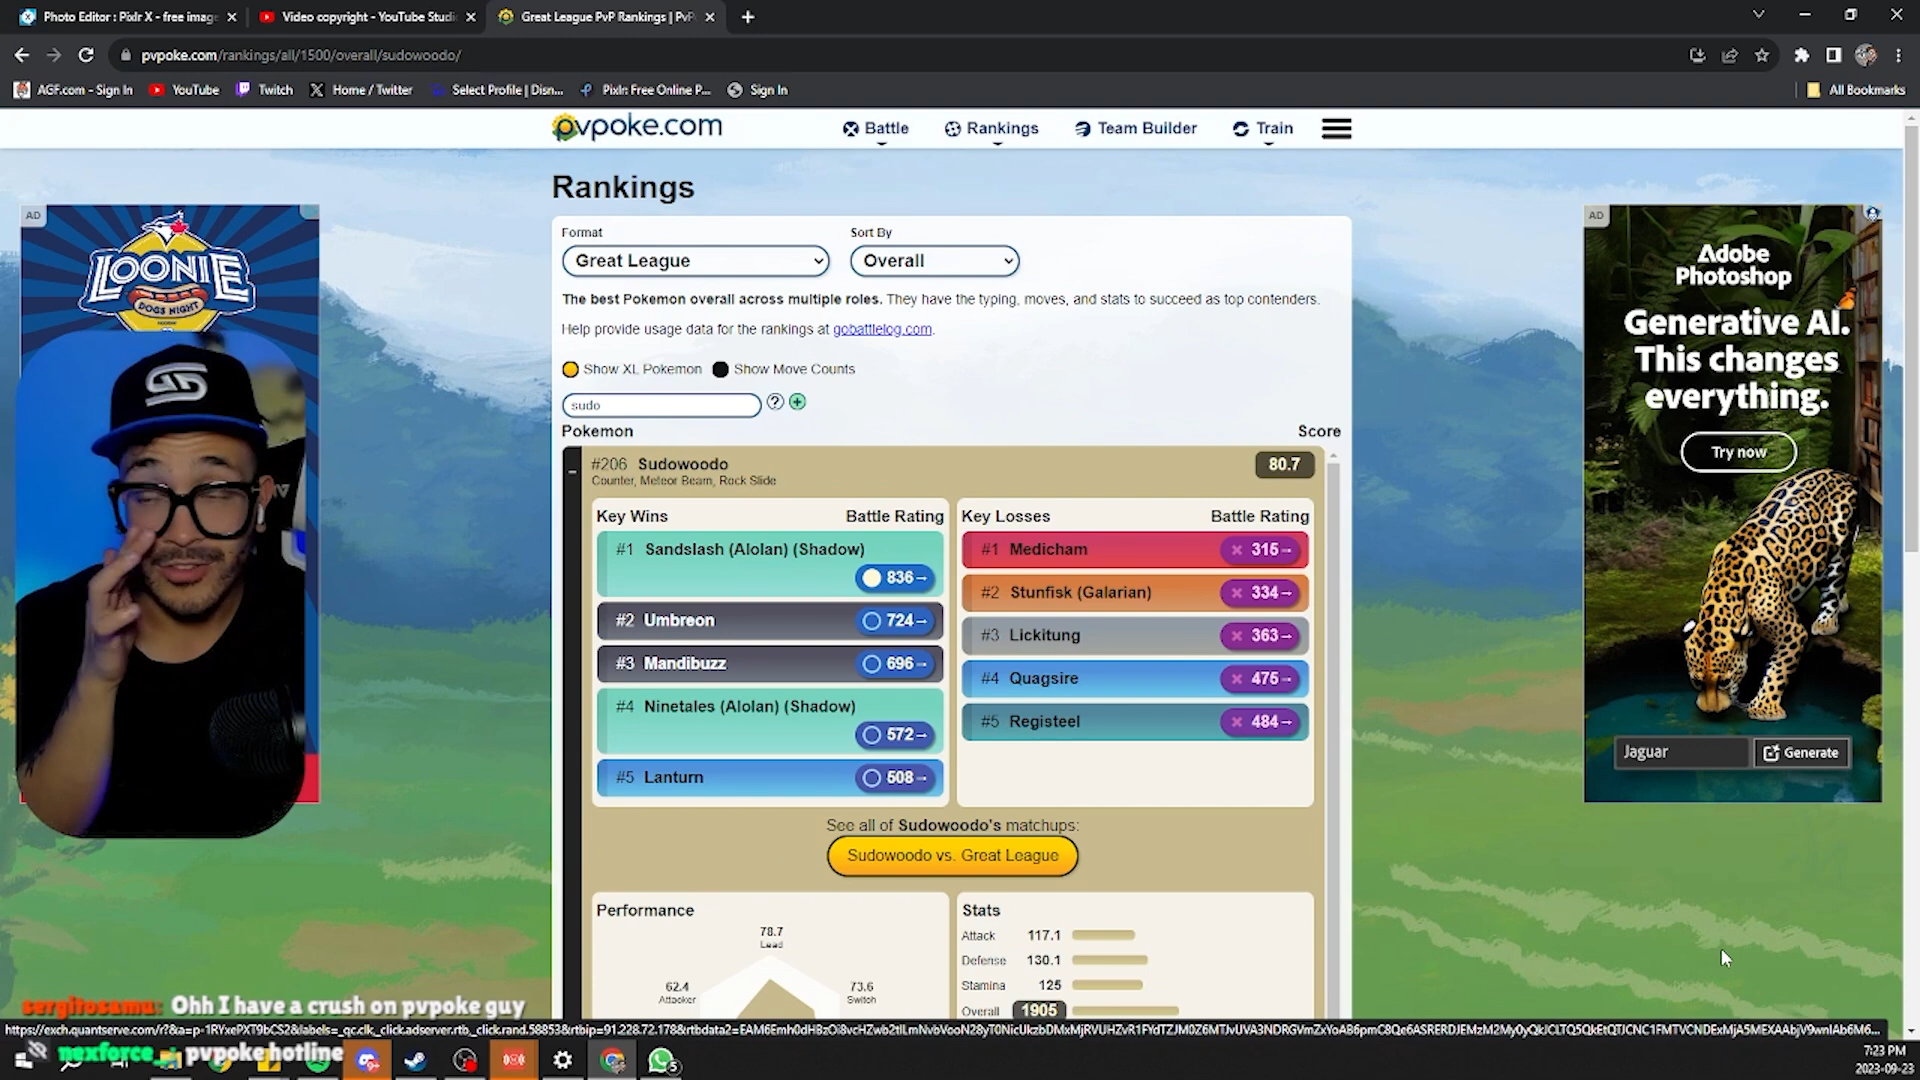 Photo Editor : Pixlr X - free imag
Video copyright - YouTube Studi
Great League PvP Rankings | PvP
pvpoke.com/rankings/all/1500/overall/sudowoodo/
AGF.com - Sign In
YouTube
Twitch
Home / Twitter
Select Profile | Disn...
Pixlr: Free Online P...
Sign In
All Bookmarks
pvpoke.com
Battle
Rankings
Team Builder
Train
Rankings
Format
Sort By
Great League
Overall
The best Pokemon overall across multiple roles. They have the typing, moves, and stats to succeed as top contenders.
Help provide usage data for the rankings at gobattlelog.com.
Show XL Pokemon
Show Move Counts
sudo
Pokemon
Score
#206 Sudowoodo
80.7
Counter, Meteor Beam, Rock Slide
Key Wins
Battle Rating
#1 Sandslash (Alolan) (Shadow)
836→
#2 Umbreon
724→
#3 Mandibuzz
696→
#4 Ninetales (Alolan) (Shadow)
572→
#5 Lanturn
508→
Key Losses
Battle Rating
#1 Medicham
× 315→
#2 Stunfisk (Galarian)
× 334→
#3 Lickitung
× 363→
#4 Quagsire
× 475→
#5 Registeel
× 484→
See all of Sudowoodo's matchups:
Sudowoodo vs. Great League
Performance
78.7
Lead
62.4
Attacker
73.6
Switch
Stats
Attack 117.1
Defense 130.1
Stamina 125
Overall 1905
AD
LOONIE
DOGS NIGHT
AD
Adobe
Photoshop
Generative AI.
This changes
everything.
Try now
Jaguar
Generate
sergitosamu: Ohh I have a crush on pvpoke guy
nexforce_: pvpoke hotline
7:23 PM
2023-09-23